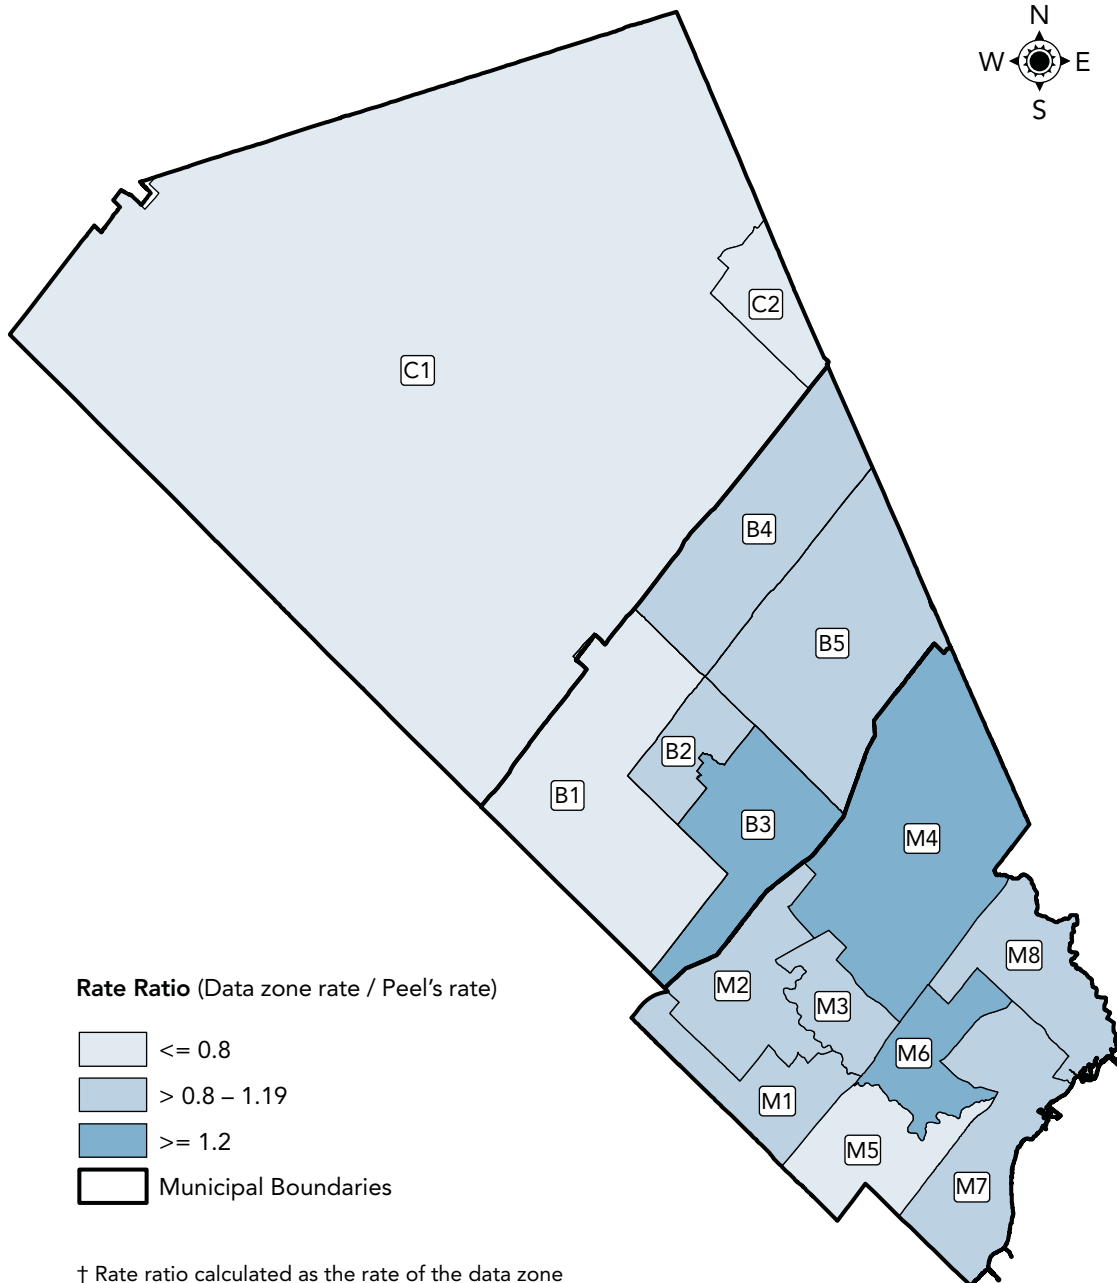 N
W E
S
C2
C1
B4
B5
B2
B1
B3
M4
M8
M2
M3
M6
M1
M5
M7
Rate Ratio (Data zone rate / Peel's rate)
<= 0.8
> 0.8 – 1.19
>= 1.2
Municipal Boundaries
† Rate ratio calculated as the rate of the data zone